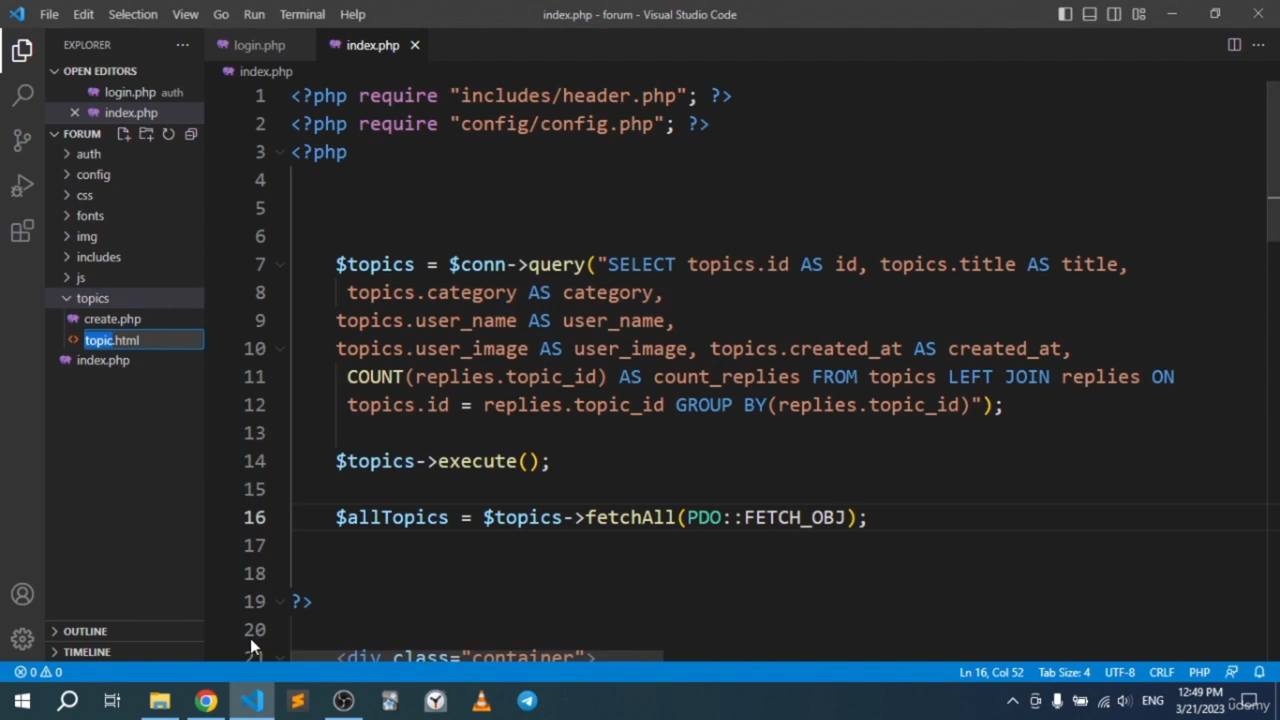 File Edit Selection View Go Run Terminal Help
index.php - forum - Visual Studio Code
EXPLORER
login.php
index.php
OPEN EDITORS
login.php auth
index.php
FORUM
auth
config
css
fonts
img
includes
js
topics
create.php
topic.html
index.php
OUTLINE
TIMELINE
index.php
1 <?php require "includes/header.php"; ?>
2 <?php require "config/config.php"; ?>
3 <?php
4
5
6
7 $topics = $conn->query("SELECT topics.id AS id, topics.title AS title,
8 topics.category AS category,
9 topics.user_name AS user_name,
10 topics.user_image AS user_image, topics.created_at AS created_at,
11 COUNT(replies.topic_id) AS count_replies FROM topics LEFT JOIN replies ON
12 topics.id = replies.topic_id GROUP BY(replies.topic_id)");
13
14 $topics->execute();
15
16 $allTopics = $topics->fetchAll(PDO::FETCH_OBJ);
17
18
19 ?>
20
21 <div class="container">
0 0
Ln 16, Col 52 Tab Size: 4 UTF-8 CRLF PHP
ENG
12:49 PM
3/21/2023
udemy